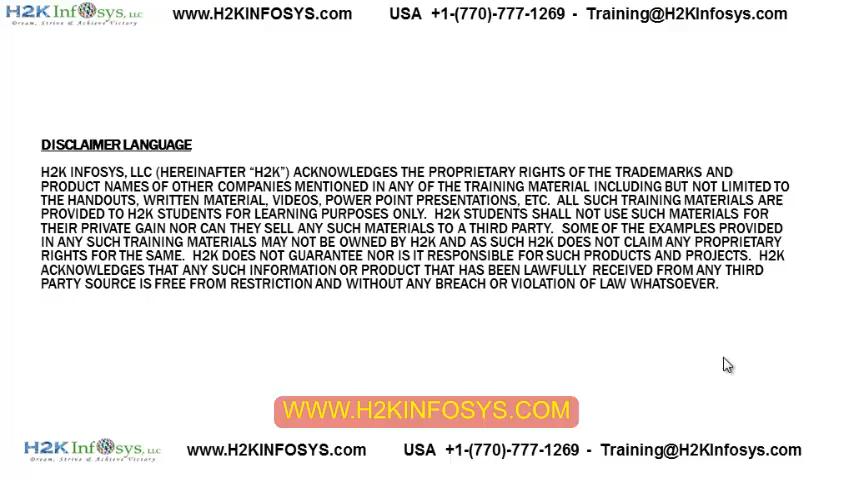 H2K InfOsys, LLC
Dream, Strive & Achieve Victory
www.H2KINFOSYS.com USA +1-(770)-777-1269 - Training@H2KInfosys.com
DISCLAIMER LANGUAGE
H2K INFOSYS, LLC (HEREINAFTER “H2K”) ACKNOWLEDGES THE PROPRIETARY RIGHTS OF THE TRADEMARKS AND
PRODUCT NAMES OF OTHER COMPANIES MENTIONED IN ANY OF THE TRAINING MATERIAL INCLUDING BUT NOT LIMITED TO
THE HANDOUTS, WRITTEN MATERIAL, VIDEOS, POWER POINT PRESENTATIONS, ETC. ALL SUCH TRAINING MATERIALS ARE
PROVIDED TO H2K STUDENTS FOR LEARNING PURPOSES ONLY. H2K STUDENTS SHALL NOT USE SUCH MATERIALS FOR
THEIR PRIVATE GAIN NOR CAN THEY SELL ANY SUCH MATERIALS TO A THIRD PARTY. SOME OF THE EXAMPLES PROVIDED
IN ANY SUCH TRAINING MATERIALS MAY NOT BE OWNED BY H2K AND AS SUCH H2K DOES NOT CLAIM ANY PROPRIETARY
RIGHTS FOR THE SAME. H2K DOES NOT GUARANTEE NOR IS IT RESPONSIBLE FOR SUCH PRODUCTS AND PROJECTS. H2K
ACKNOWLEDGES THAT ANY SUCH INFORMATION OR PRODUCT THAT HAS BEEN LAWFULLY RECEIVED FROM ANY THIRD
PARTY SOURCE IS FREE FROM RESTRICTION AND WITHOUT ANY BREACH OR VIOLATION OF LAW WHATSOEVER.
WWW.H2KINFOSYS.COM
H2K InfOsys, LLC
Dream, Strive & Achieve Victory
www.H2KINFOSYS.com USA +1-(770)-777-1269 - Training@H2KInfosys.com